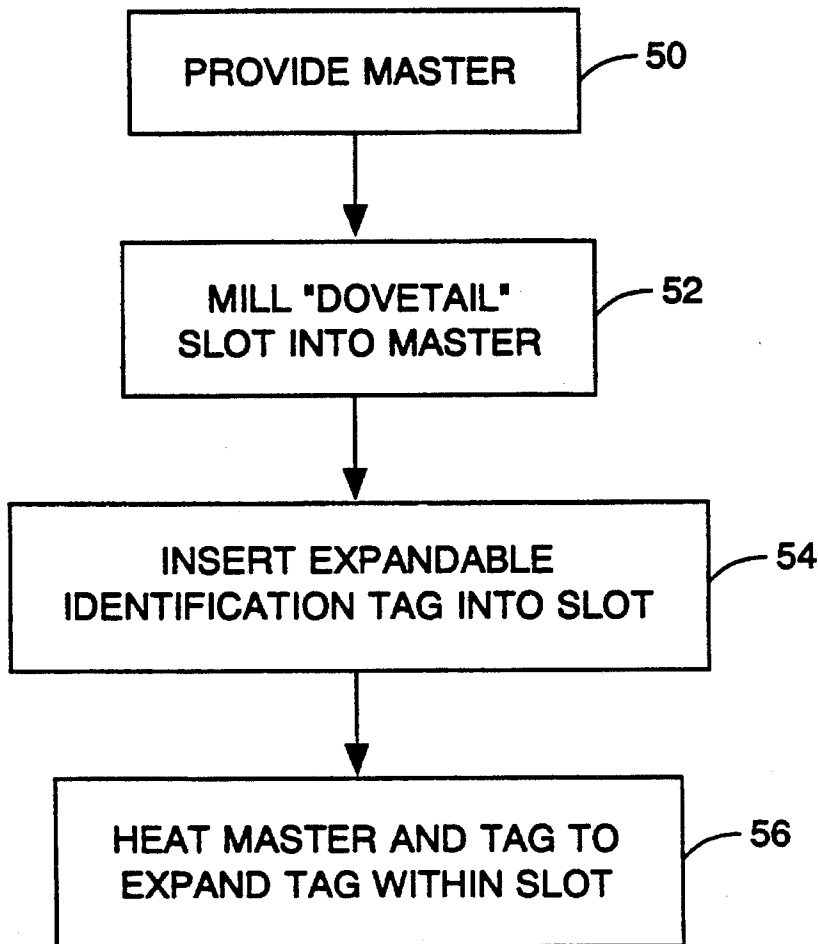 PROVIDE MASTER
50
MILL "DOVETAIL"
SLOT INTO MASTER
52
INSERT EXPANDABLE
IDENTIFICATION TAG INTO SLOT
54
HEAT MASTER AND TAG TO
EXPAND TAG WITHIN SLOT
56